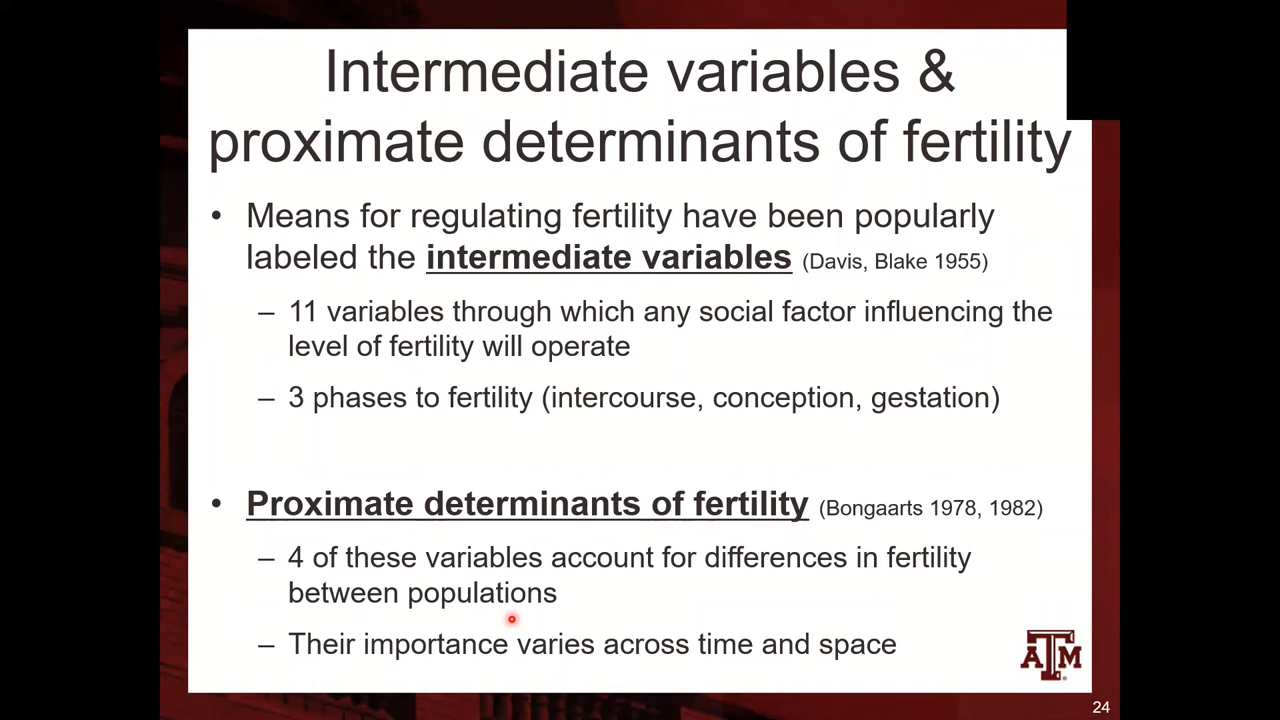 Intermediate variables &
proximate determinants of fertility
• Means for regulating fertility have been popularly
labeled the intermediate variables (Davis, Blake 1955)
– 11 variables through which any social factor influencing the
level of fertility will operate
– 3 phases to fertility (intercourse, conception, gestation)
• Proximate determinants of fertility (Bongaarts 1978, 1982)
– 4 of these variables account for differences in fertility
between populations
– Their importance varies across time and space
ATM
24